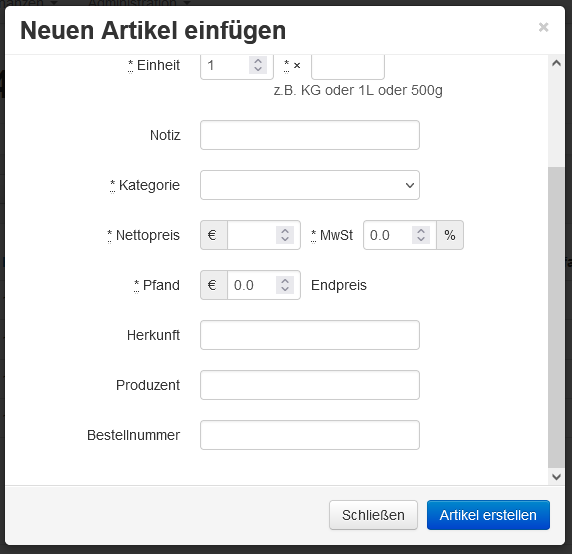 Neuen Artikel einfügen ×
* Einheit 1 * ×
z.B. KG oder 1L oder 500g
Notiz
* Kategorie
* Nettopreis € * MwSt 0.0 %
* Pfand € 0.0 Endpreis
Herkunft
Produzent
Bestellnummer
Schließen Artikel erstellen